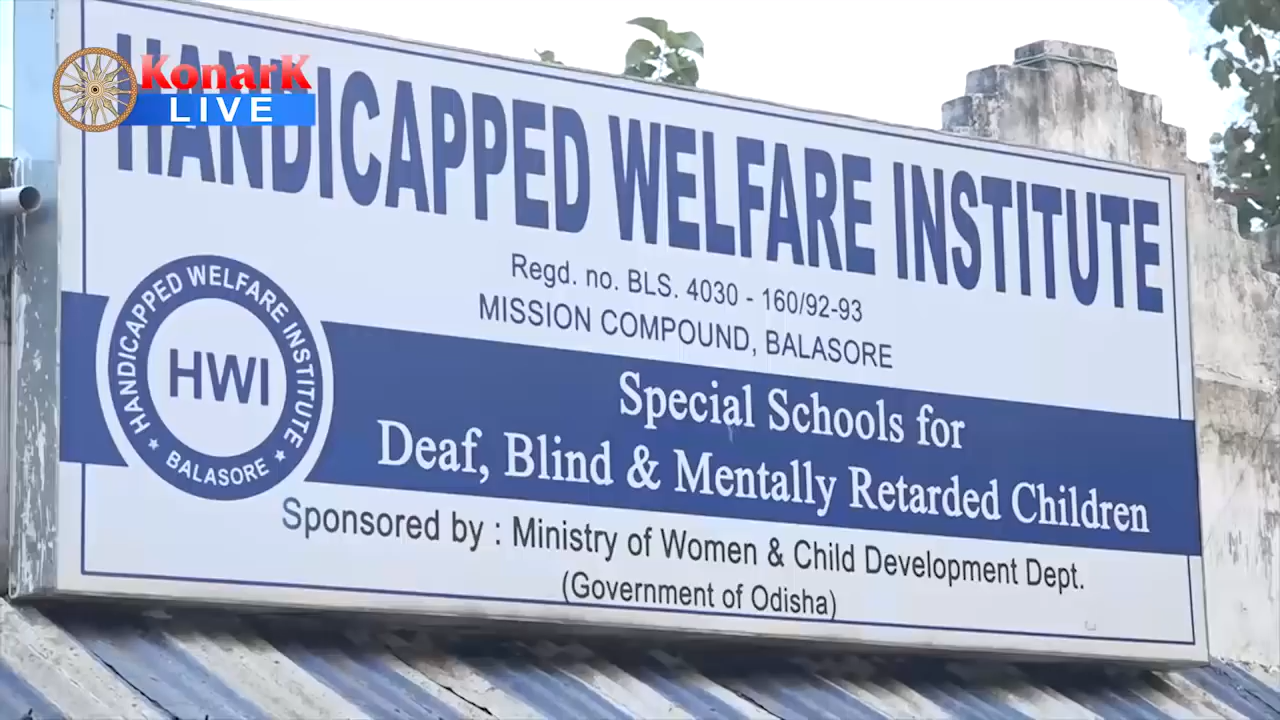 KonarK
LIVE
HANDICAPPED WELFARE INSTITUTE
Regd. no. BLS. 4030 - 160/92-93
MISSION COMPOUND, BALASORE
HANDICAPPED WELFARE INSTITUTE
HWI
★ BALASORE ★
Special Schools for
Deaf, Blind & Mentally Retarded Children
Sponsored by : Ministry of Women & Child Development Dept.
(Government of Odisha)